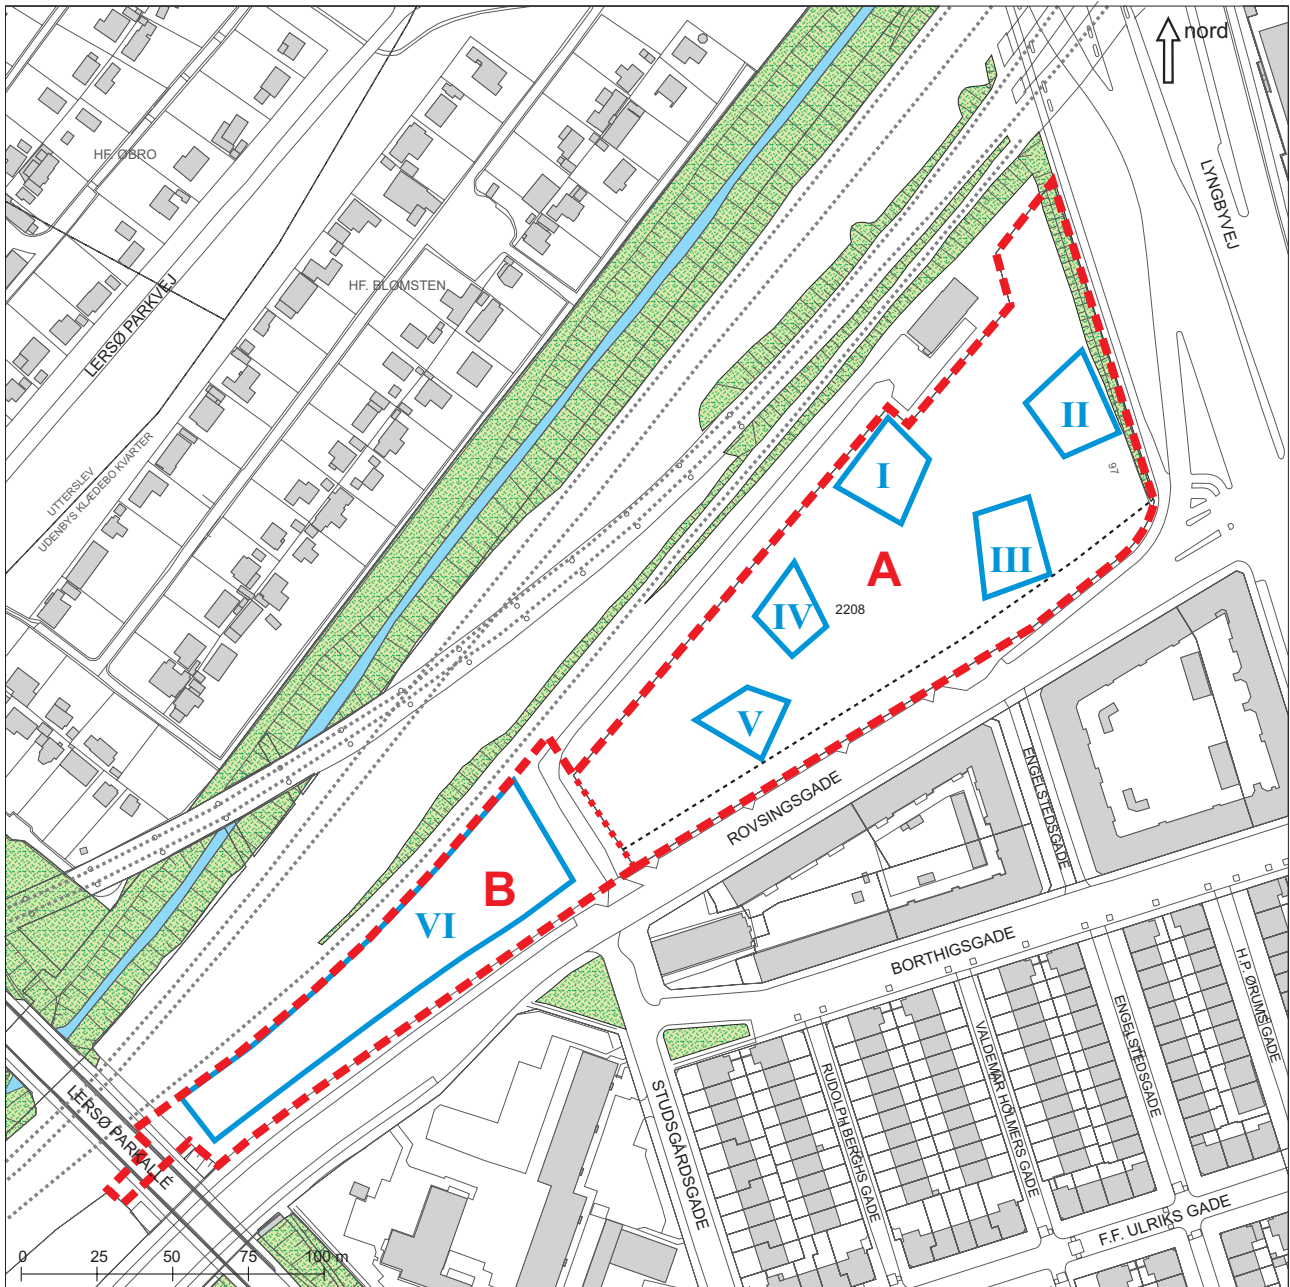 nord
HF. ØBRO
LYNGBYVEJ
HF. BLOMSTEN
LERSØ PARKVEJ
II
UTTERSLEV
UDENBYS KLÆDEBO KVARTER
I
97
III
A
IV
2208
V
ENGELSTEDSGADE
ROVSINGSGADE
B
VI
BORTHIGSGADE
H.P. ØRUMS GADE
ENGELSTEDSGADE
VALDEMAR HOLMERS GADE
RUDOLPH BERGHS GADE
STUDSGÅRDSGADE
LERSØ PARKALLÉ
F.F. ULRIKS GADE
0 25 50 75 100 m